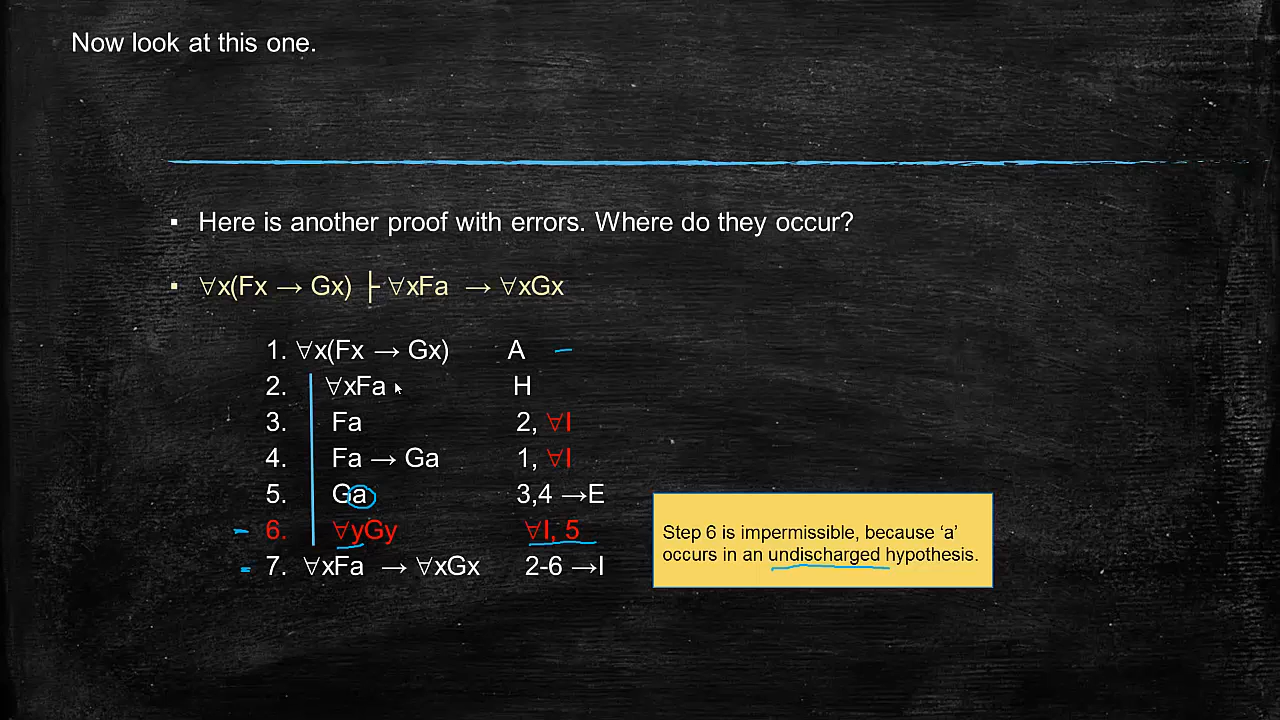 Now look at this one.
▪ Here is another proof with errors. Where do they occur?
▪ ∀x(Fx → Gx) ├ ∀xFa → ∀xGx
1. ∀x(Fx → Gx) A
2. ∀xFa H
3. Fa 2, ∀I
4. Fa → Ga 1, ∀I
5. Ga 3,4 →E
6. ∀yGy ∀I, 5
7. ∀xFa → ∀xGx 2-6 →I
Step 6 is impermissible, because ‘a’
occurs in an undischarged hypothesis.